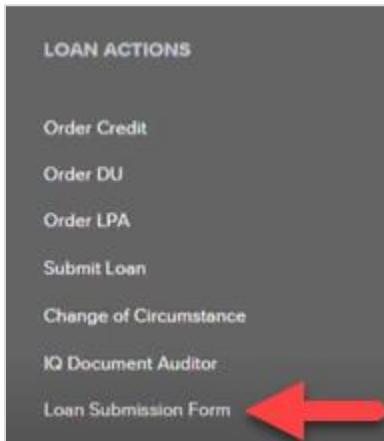 LOAN ACTIONS
Order Credit
Order DU
Order LPA
Submit Loan
Change of Circumstance
IQ Document Auditor
Loan Submission Form